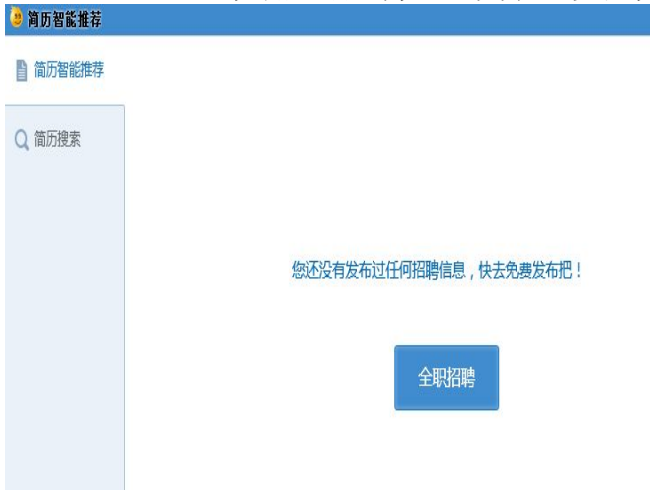 简历智能推荐
简历智能推荐
简历搜索
您还没有发布过任何招聘信息，快去免费发布把！
全职招聘